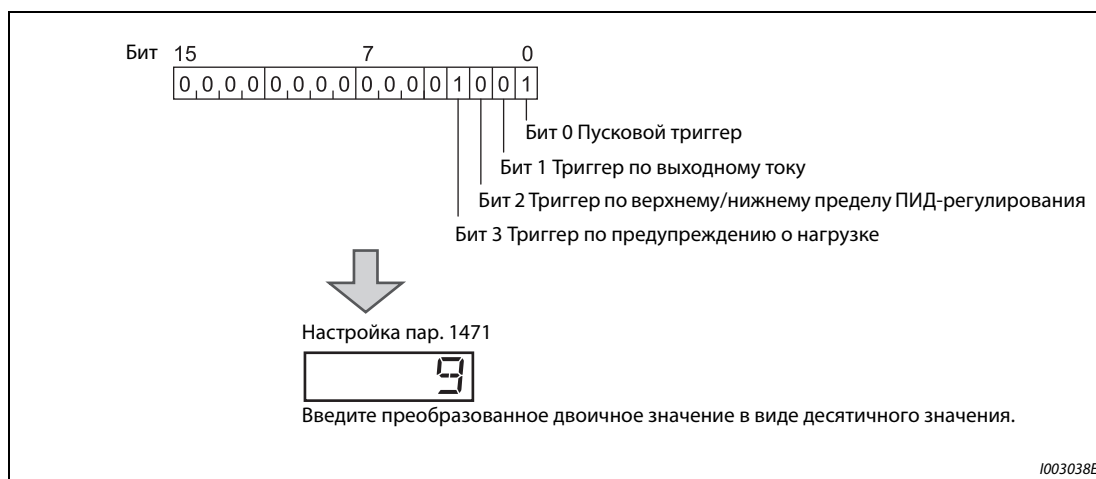 Бит 15 7 0
0 0 0 0 0 0 0 0 0 0 0 0 1 0 0 1
Бит 0 Пусковой триггер
Бит 1 Триггер по выходному току
Бит 2 Триггер по верхнему/нижнему пределу ПИД-регулирования
Бит 3 Триггер по предупреждению о нагрузке
Настройка пар. 1471
9
Введите преобразованное двоичное значение в виде десятичного значения.
I003038E